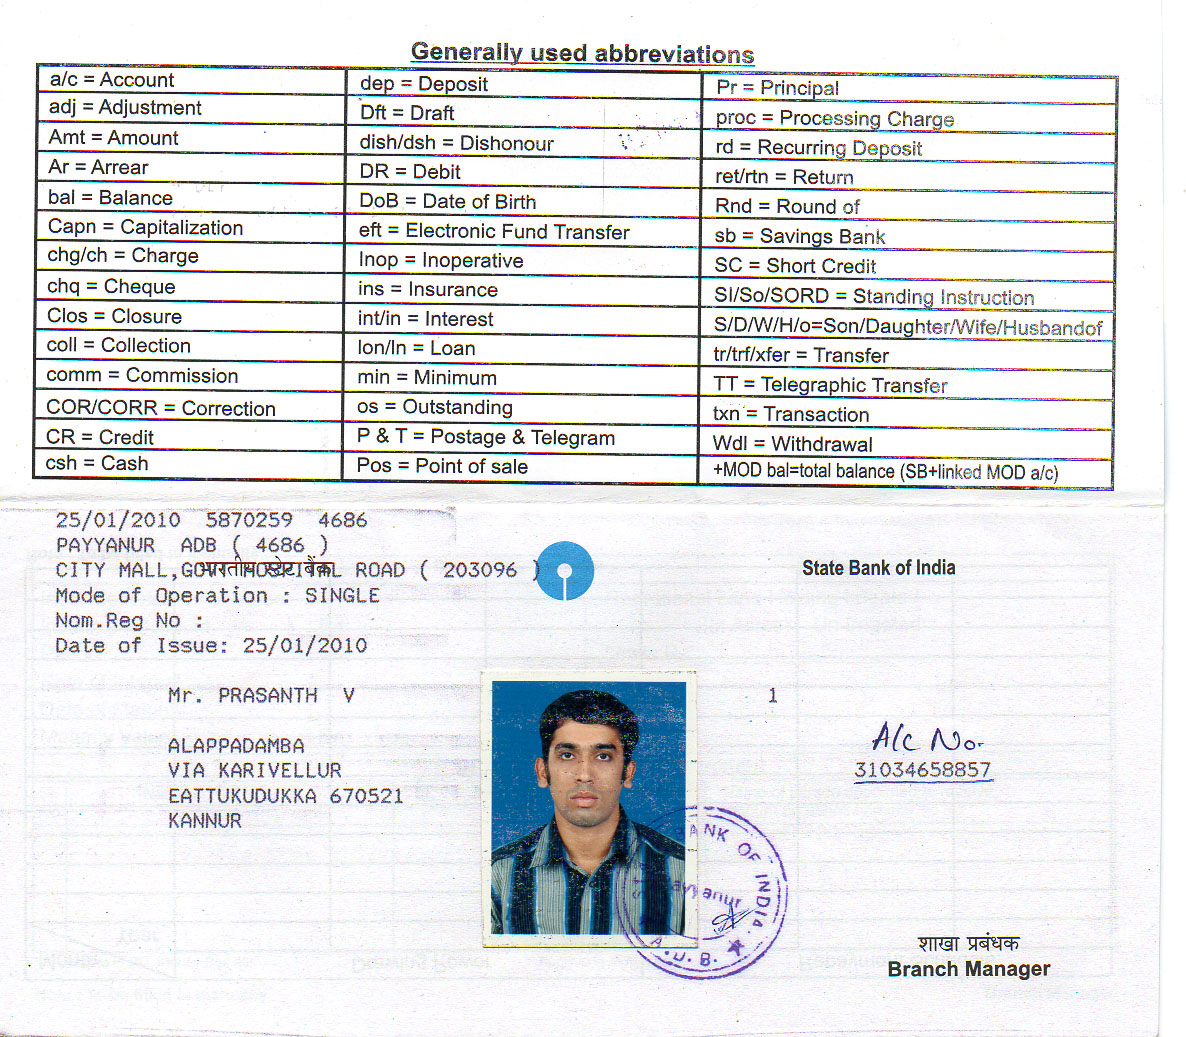 Generally used abbreviations
a/c = Account
adj = Adjustment
Amt = Amount
Ar = Arrear
bal = Balance
Capn = Capitalization
chg/ch = Charge
chq = Cheque
Clos = Closure
coll = Collection
comm = Commission
COR/CORR = Correction
CR = Credit
csh = Cash
dep = Deposit
Dft = Draft
dish/dsh = Dishonour
DR = Debit
DoB = Date of Birth
eft = Electronic Fund Transfer
Inop = Inoperative
ins = Insurance
int/in = Interest
lon/ln = Loan
min = Minimum
os = Outstanding
P & T = Postage & Telegram
Pos = Point of sale
Pr = Principal
proc = Processing Charge
rd = Recurring Deposit
ret/rtn = Return
Rnd = Round of
sb = Savings Bank
SC = Short Credit
SI/So/SORD = Standing Instruction
S/D/W/H/o=Son/Daughter/Wife/Husbandof
tr/trf/xfer = Transfer
TT = Telegraphic Transfer
txn = Transaction
Wdl = Withdrawal
+MOD bal=total balance (SB+linked MOD a/c)
25/01/2010 5870259 4686
PAYYANUR ADB ( 4686 )
CITY MALL,GOVT HOSPITAL ROAD ( 203096 )
भारतीय स्टेट बैंक
State Bank of India
Mode of Operation : SINGLE
Nom.Reg No :
Date of Issue: 25/01/2010
Mr. PRASANTH V 1
ALAPPADAMBA
VIA KARIVELLUR
EATTUKUDUKKA 670521
KANNUR
A/c No.
31034658857
BANK OF INDIA
Payyanur
A.D.B.
शाखा प्रबंधक
Branch Manager